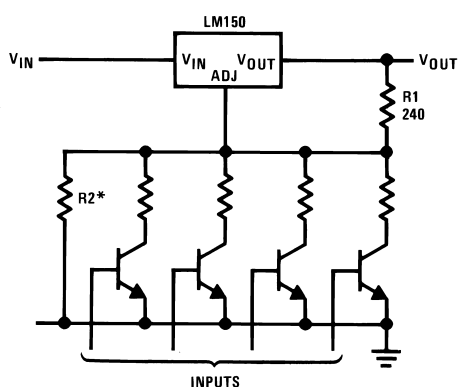 LM150
VIN
VIN
VOUT
VOUT
ADJ
R1
240
R2*
INPUTS